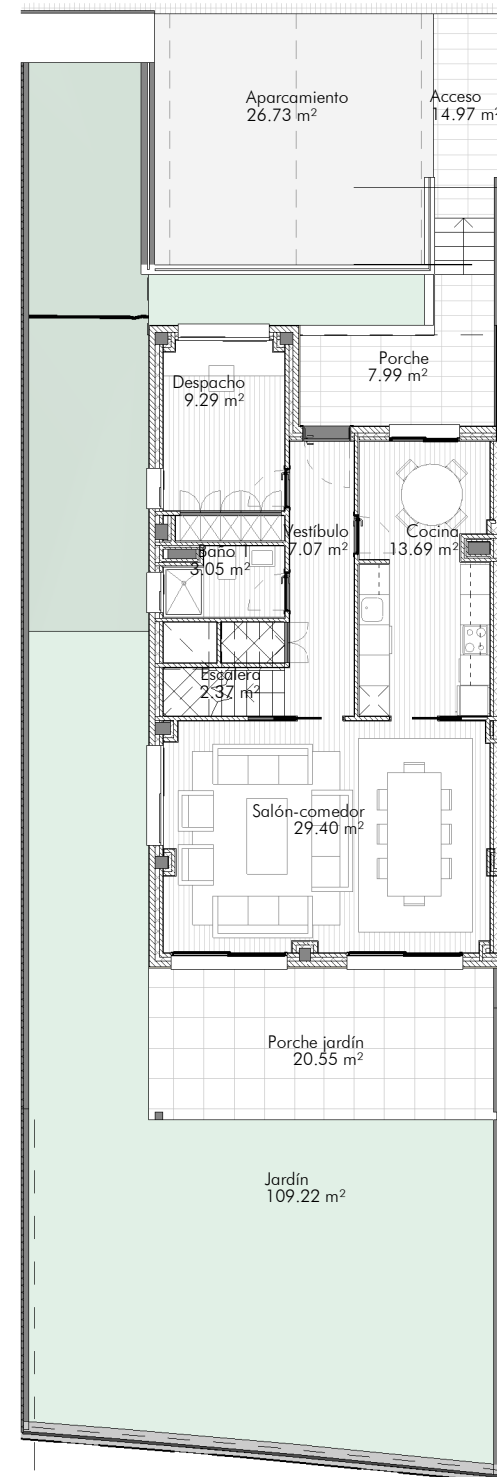 Aparcamiento
26.73 m²
Acceso
14.97 m²
Porche
7.99 m²
Despacho
9.29 m²
Vestíbulo
7.07 m²
Cocina
13.69 m²
Baño 1
3.05 m²
Escalera
2.37 m²
Salón-comedor
29.40 m²
Porche jardín
20.55 m²
Jardín
109.22 m²